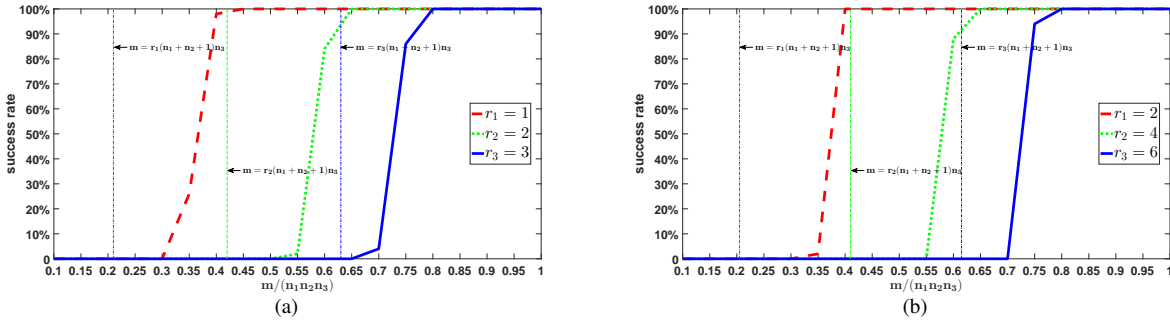 100%
90%
80%
70%
60%
50%
40%
30%
20%
10%
0
success rate
m = r₁(n₁ + n₂ + 1)n₃
m = r₃(n₁ + n₂ + 1)n₃
m = r₂(n₁ + n₂ + 1)n₃
r₁ = 1
r₂ = 2
r₃ = 3
0.1 0.15 0.2 0.25 0.3 0.35 0.4 0.45 0.5 0.55 0.6 0.65 0.7 0.75 0.8 0.85 0.9 0.95 1
m/(n₁n₂n₃)
(a)
100%
90%
80%
70%
60%
50%
40%
30%
20%
10%
0
success rate
m = r₁(n₁ + n₂ + 1)n₃
m = r₃(n₁ + n₂ + 1)n₃
m = r₂(n₁ + n₂ + 1)n₃
r₁ = 2
r₂ = 4
r₃ = 6
0.1 0.15 0.2 0.25 0.3 0.35 0.4 0.45 0.5 0.55 0.6 0.65 0.7 0.75 0.8 0.85 0.9 0.95 1
m/(n₁n₂n₃)
(b)